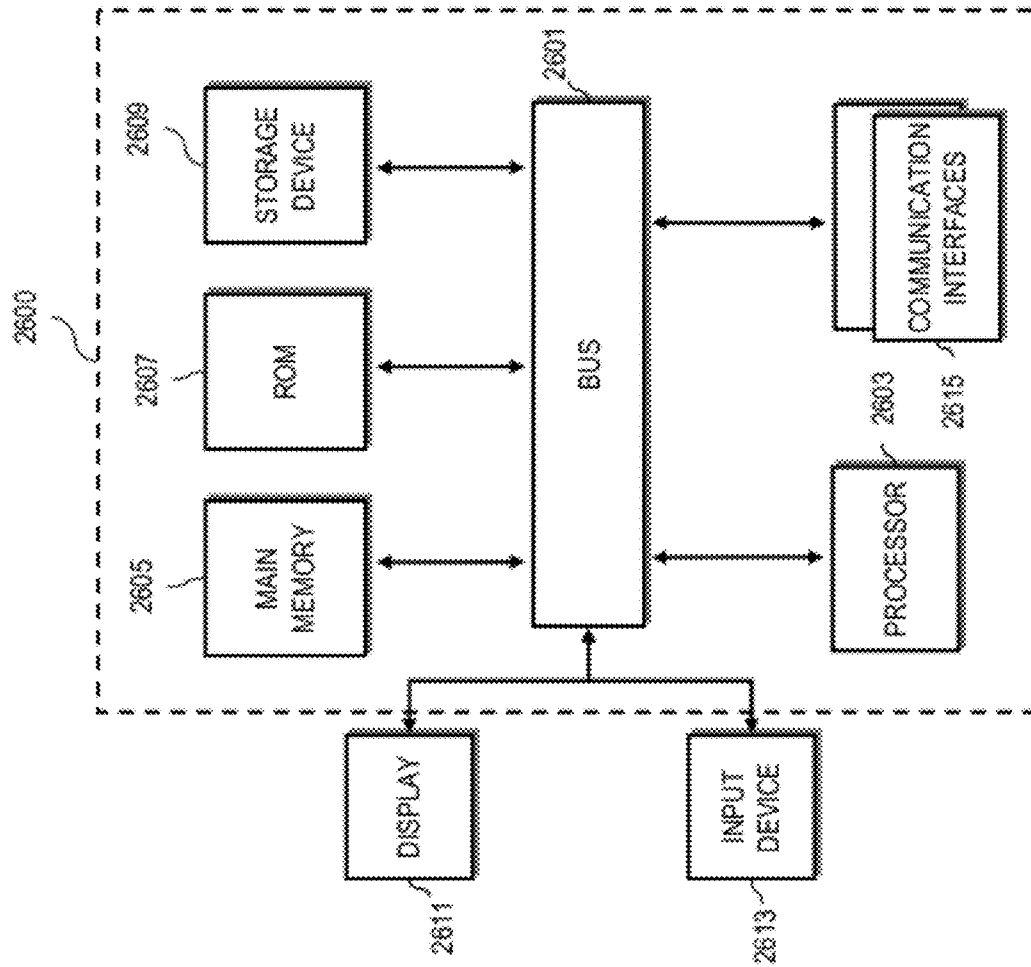 2600
2605
2607
2609
MAIN
MEMORY
ROM
STORAGE
DEVICE
2611
DISPLAY
2601
BUS
INPUT
DEVICE
2613
PROCESSOR
2603
2615
COMMUNICATION
INTERFACES